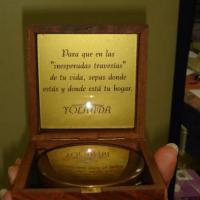 Para que en las
"inesperadas travesías"
de tu vida, sepas donde
estás y donde está tu hogar.
YOLANDA